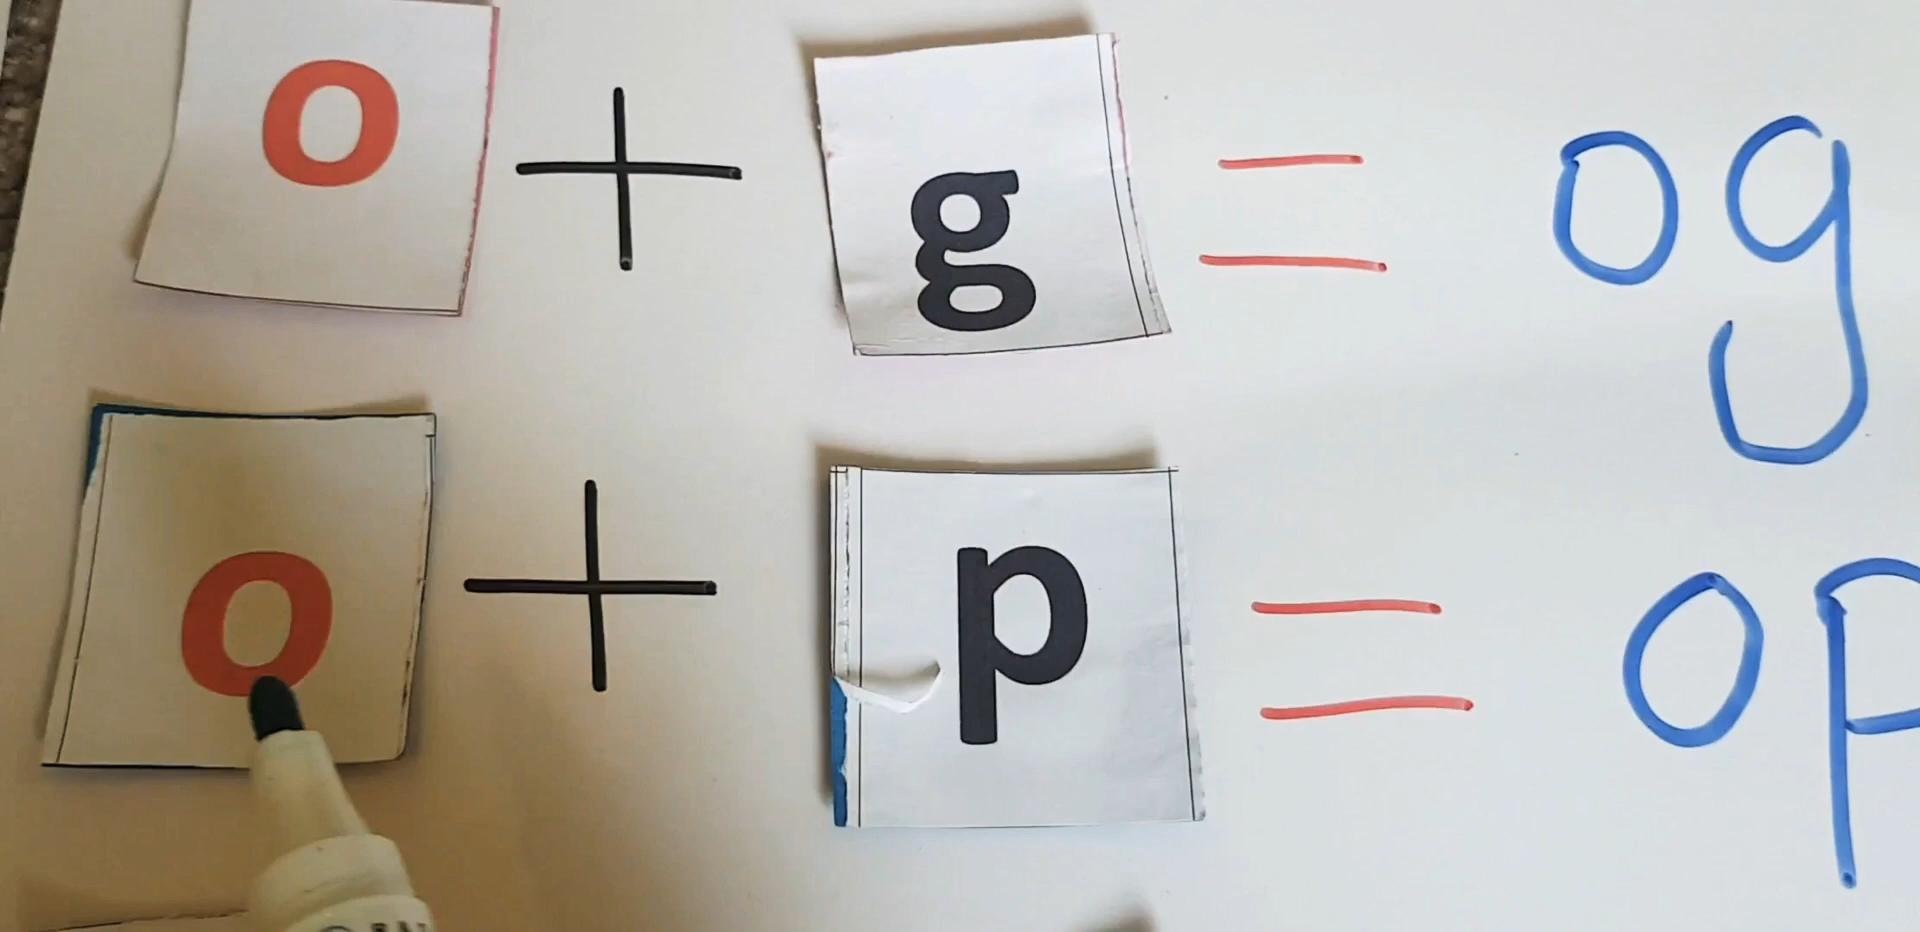 o + g = og
o + p = op